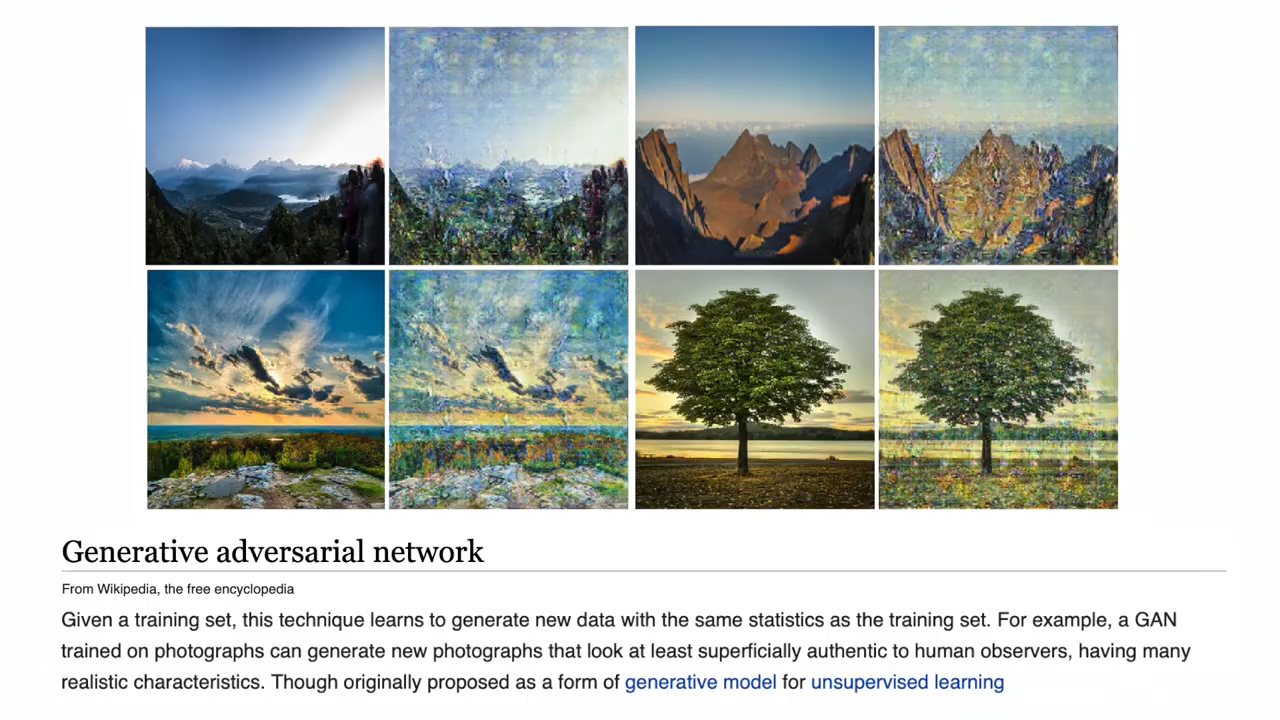 Generative adversarial network
From Wikipedia, the free encyclopedia
Given a training set, this technique learns to generate new data with the same statistics as the training set. For example, a GAN
trained on photographs can generate new photographs that look at least superficially authentic to human observers, having many
realistic characteristics. Though originally proposed as a form of generative model for unsupervised learning